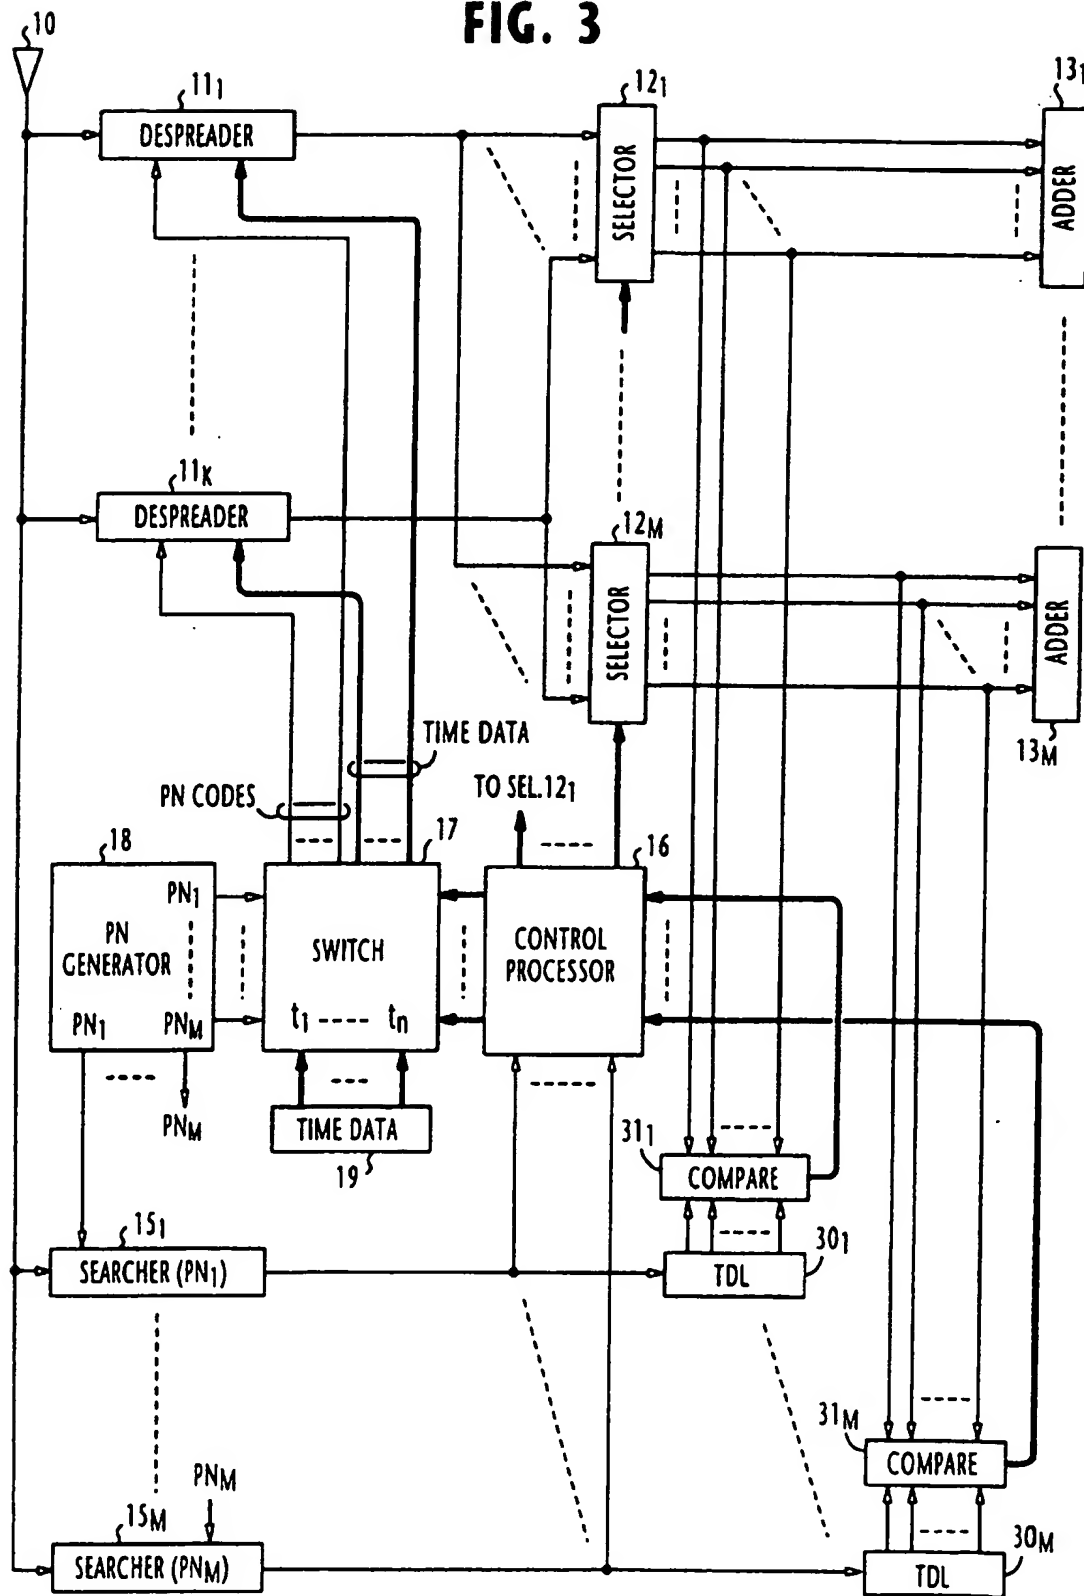 FIG. 3
10
11₁
DESPREADER
12₁
SELECTOR
13₁
ADDER
11K
DESPREADER
12M
SELECTOR
ADDER
13M
TIME DATA
PN CODES
TO SEL.12₁
18
17
16
PN₁
PN
GENERATOR
PN₁
PNM
SWITCH
t₁ ---- tn
CONTROL
PROCESSOR
PNM
TIME DATA
19
31₁
COMPARE
15₁
SEARCHER (PN₁)
30₁
TDL
31M
COMPARE
PNM
15M
SEARCHER (PNM)
30M
TDL